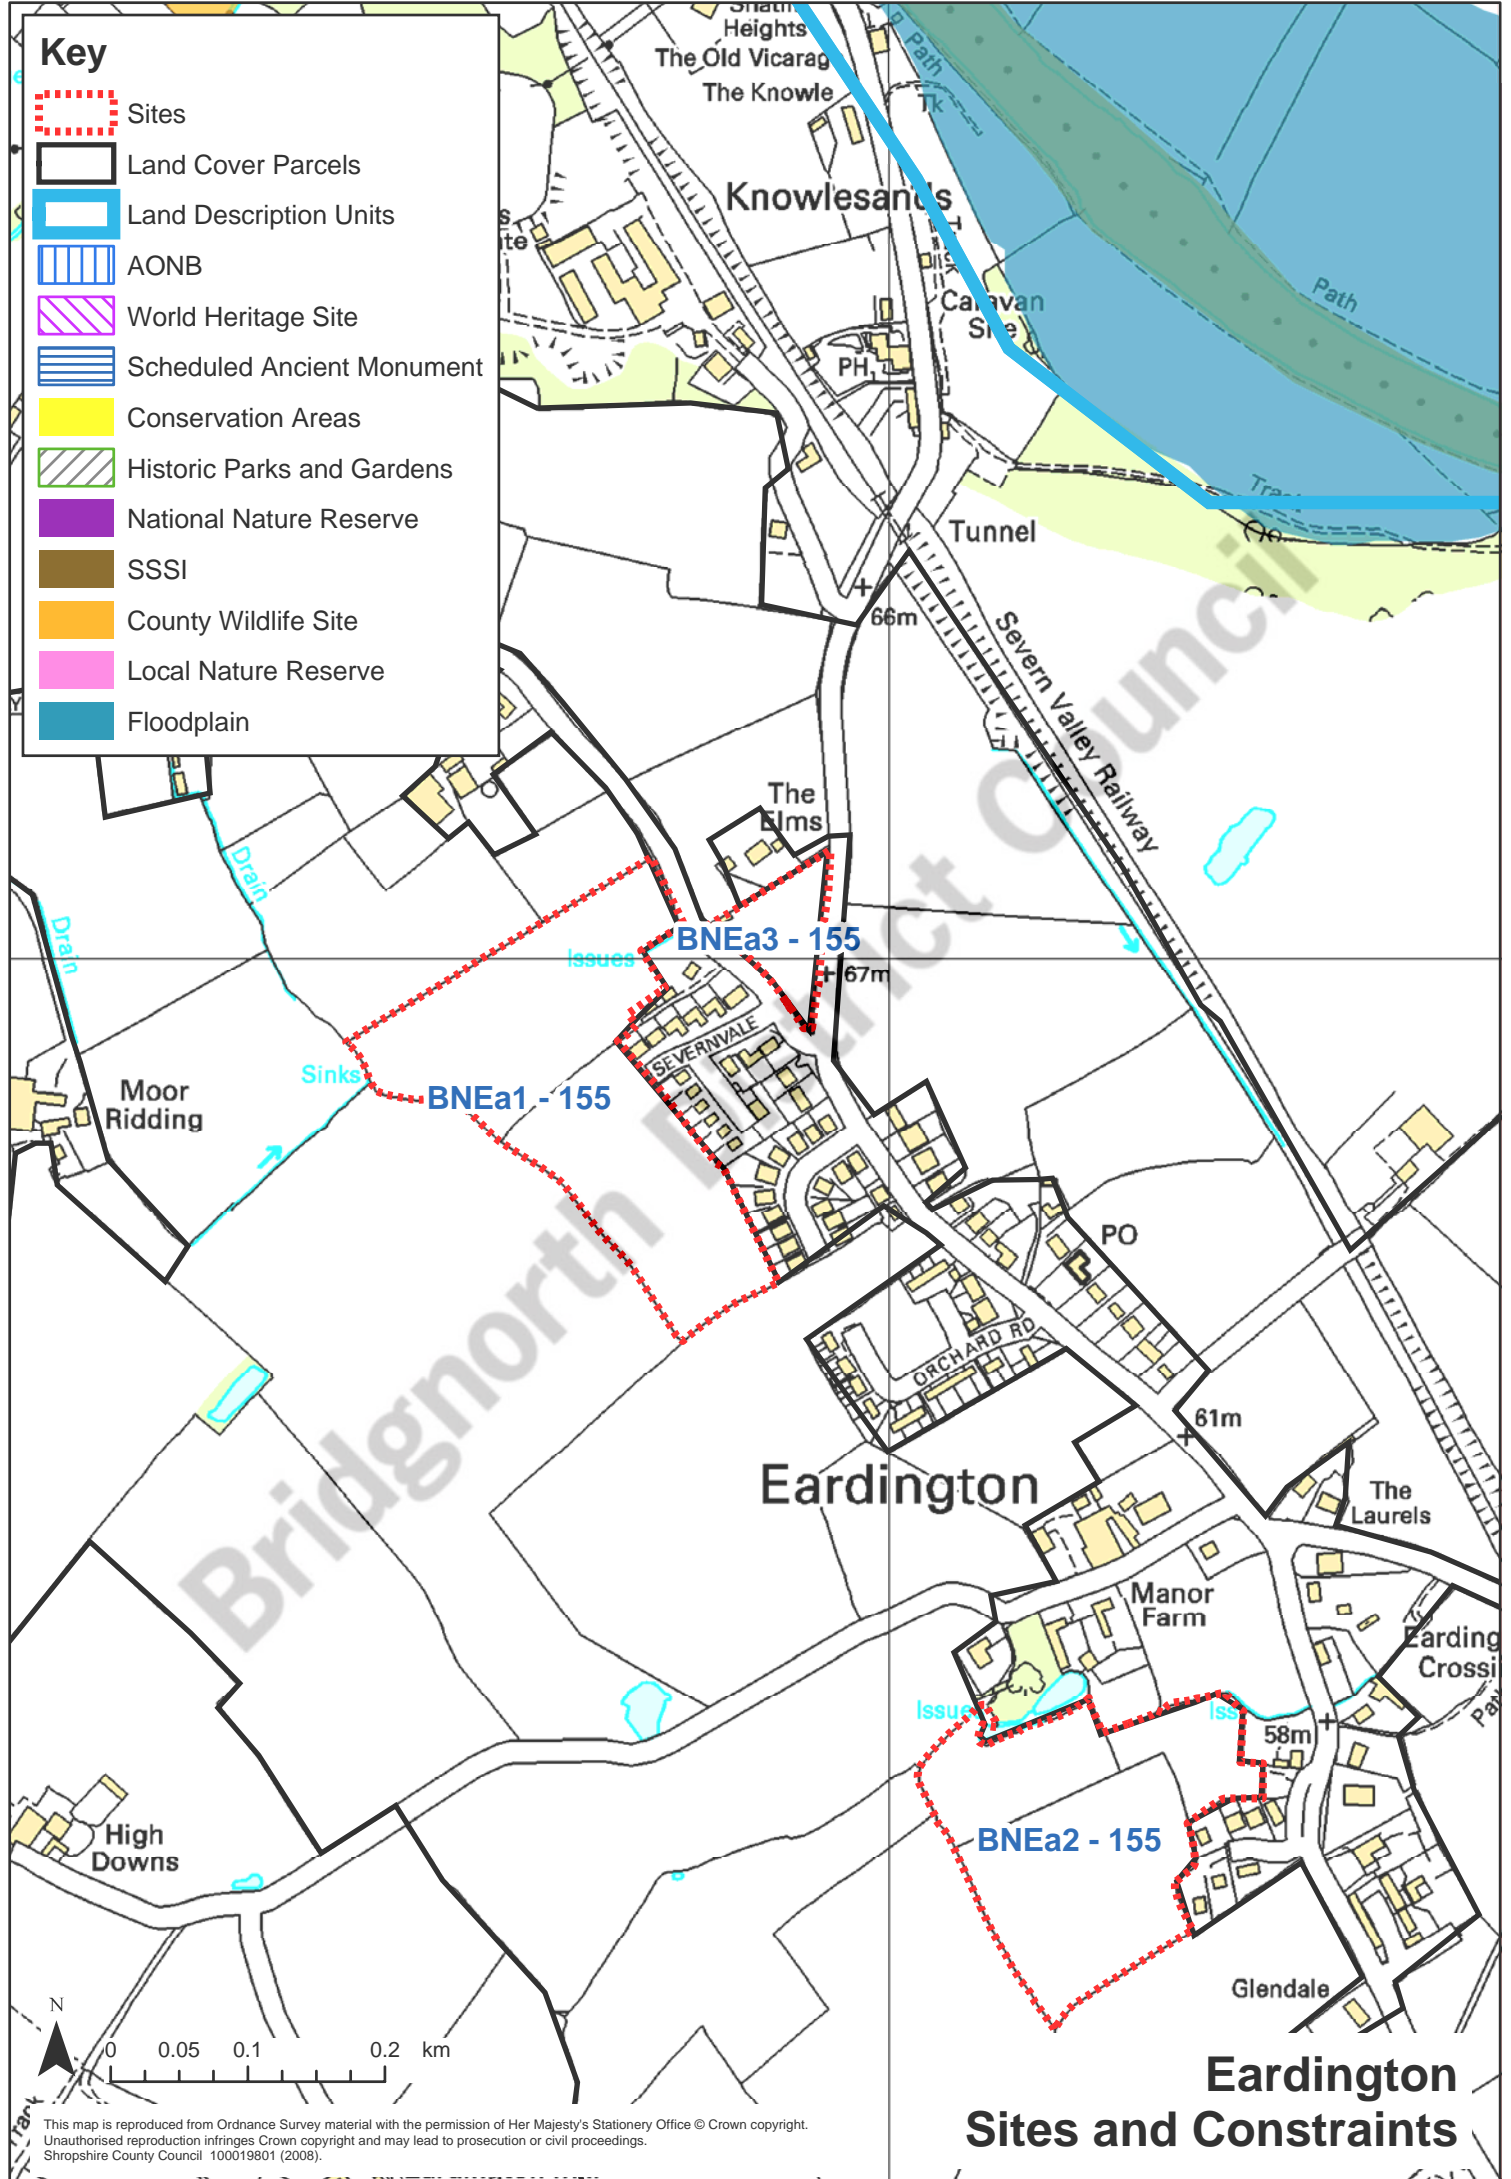 Key
Sites
Land Cover Parcels
Land Description Units
AONB
World Heritage Site
Scheduled Ancient Monument
Conservation Areas
Historic Parks and Gardens
National Nature Reserve
SSSI
County Wildlife Site
Local Nature Reserve
Floodplain
Heights
The Old Vicarag
The Knowle
Path
Tk
Knowlesands
Track
Caravan
Site
PH
Path
Track
Tunnel
66m
Severn Valley Railway
The
Elms
Drain
Drain
Issues
BNEa3 - 155
67m
SEVERNVALE
Sinks
BNEa1 - 155
Moor
Ridding
PO
ORCHARD RD
61m
Eardington
The
Laurels
Manor
Farm
Earding
Crossi
Pat
Issue
Iss
58m
BNEa2 - 155
High
Downs
Glendale
Bridgnorth District Council
N
0 0.05 0.1 0.2 km
rack
Eardington
Sites and Constraints
This map is reproduced from Ordnance Survey material with the permission of Her Majesty's Stationery Office © Crown copyright.
Unauthorised reproduction infringes Crown copyright and may lead to prosecution or civil proceedings.
Shropshire County Council 100019801 (2008).